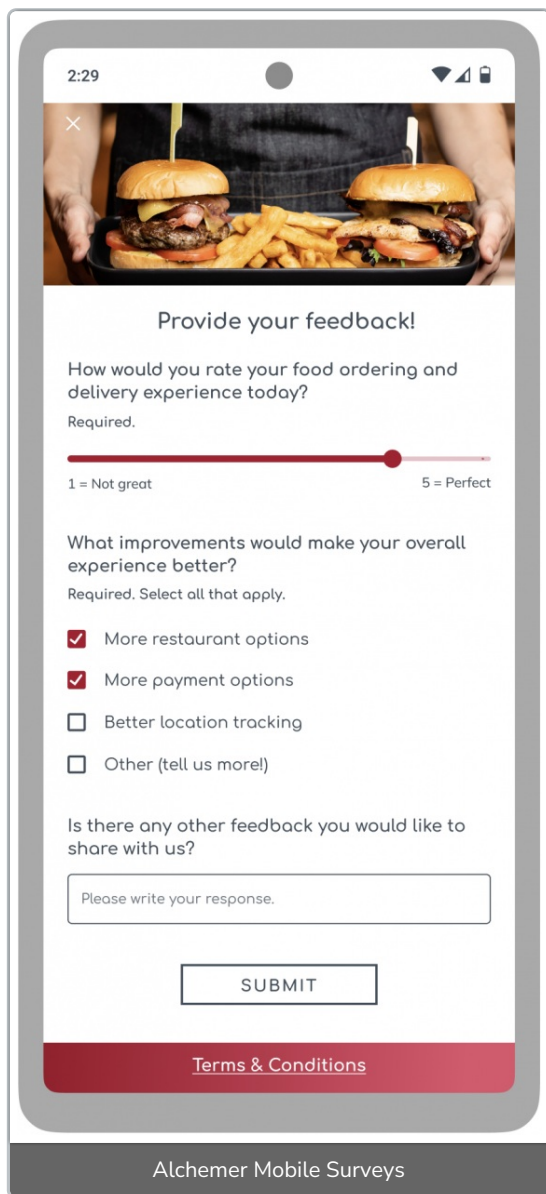 2:29
Provide your feedback!
How would you rate your food ordering and
delivery experience today?
Required.
1 = Not great
5 = Perfect
What improvements would make your overall
experience better?
Required. Select all that apply.
More restaurant options
More payment options
Better location tracking
Other (tell us more!)
Is there any other feedback you would like to
share with us?
Please write your response.
SUBMIT
Terms & Conditions
Alchemer Mobile Surveys